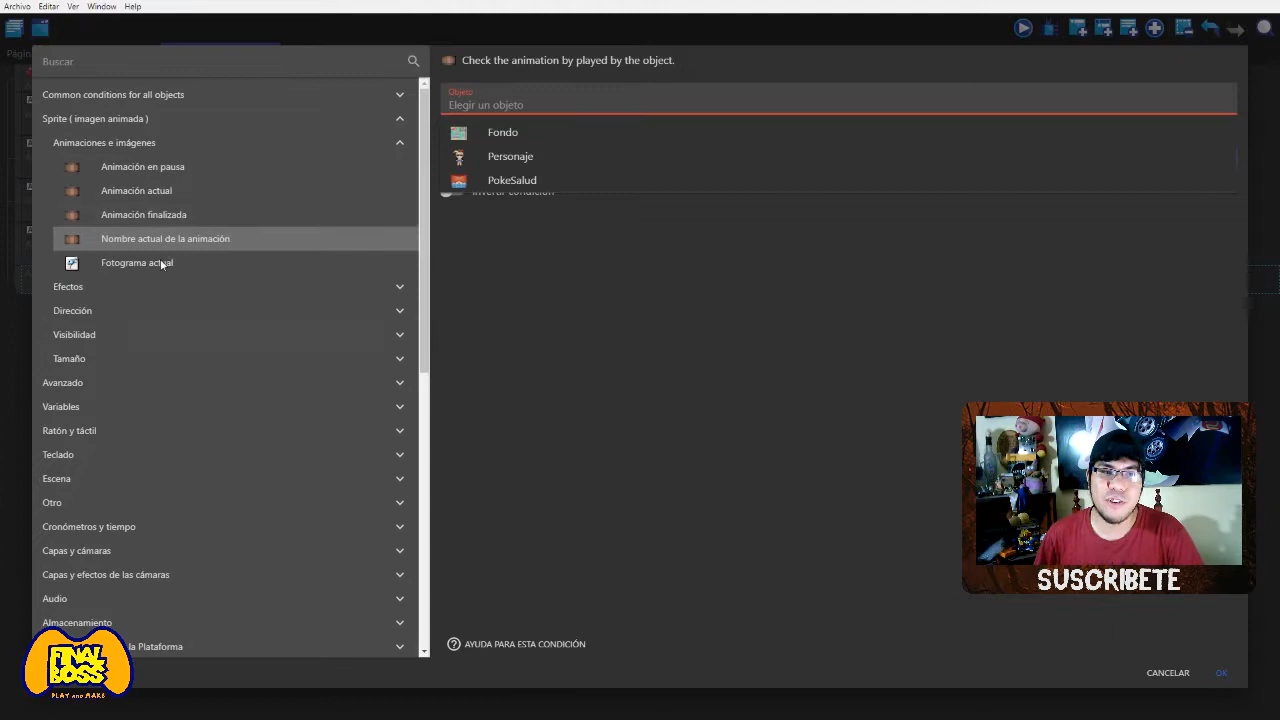 Archivo Editar Ver Window Help
Buscar
Common conditions for all objects
Sprite ( imagen animada )
Animaciones e imágenes
Animación en pausa
Animación actual
Animación finalizada
Nombre actual de la animación
Fotograma actual
Efectos
Dirección
Visibilidad
Tamaño
Avanzado
Variables
Ratón y táctil
Teclado
Escena
Otro
Cronómetros y tiempo
Capas y cámaras
Capas y efectos de las cámaras
Audio
Almacenamiento
la Plataforma
Check the animation by played by the object.
Objeto
Elegir un objeto
Fondo
Personaje
PokeSalud
Invertir condición
AYUDA PARA ESTA CONDICIÓN
CANCELAR OK
SUSCRIBETE
FINAL
BOSS
PLAY AND MAKE